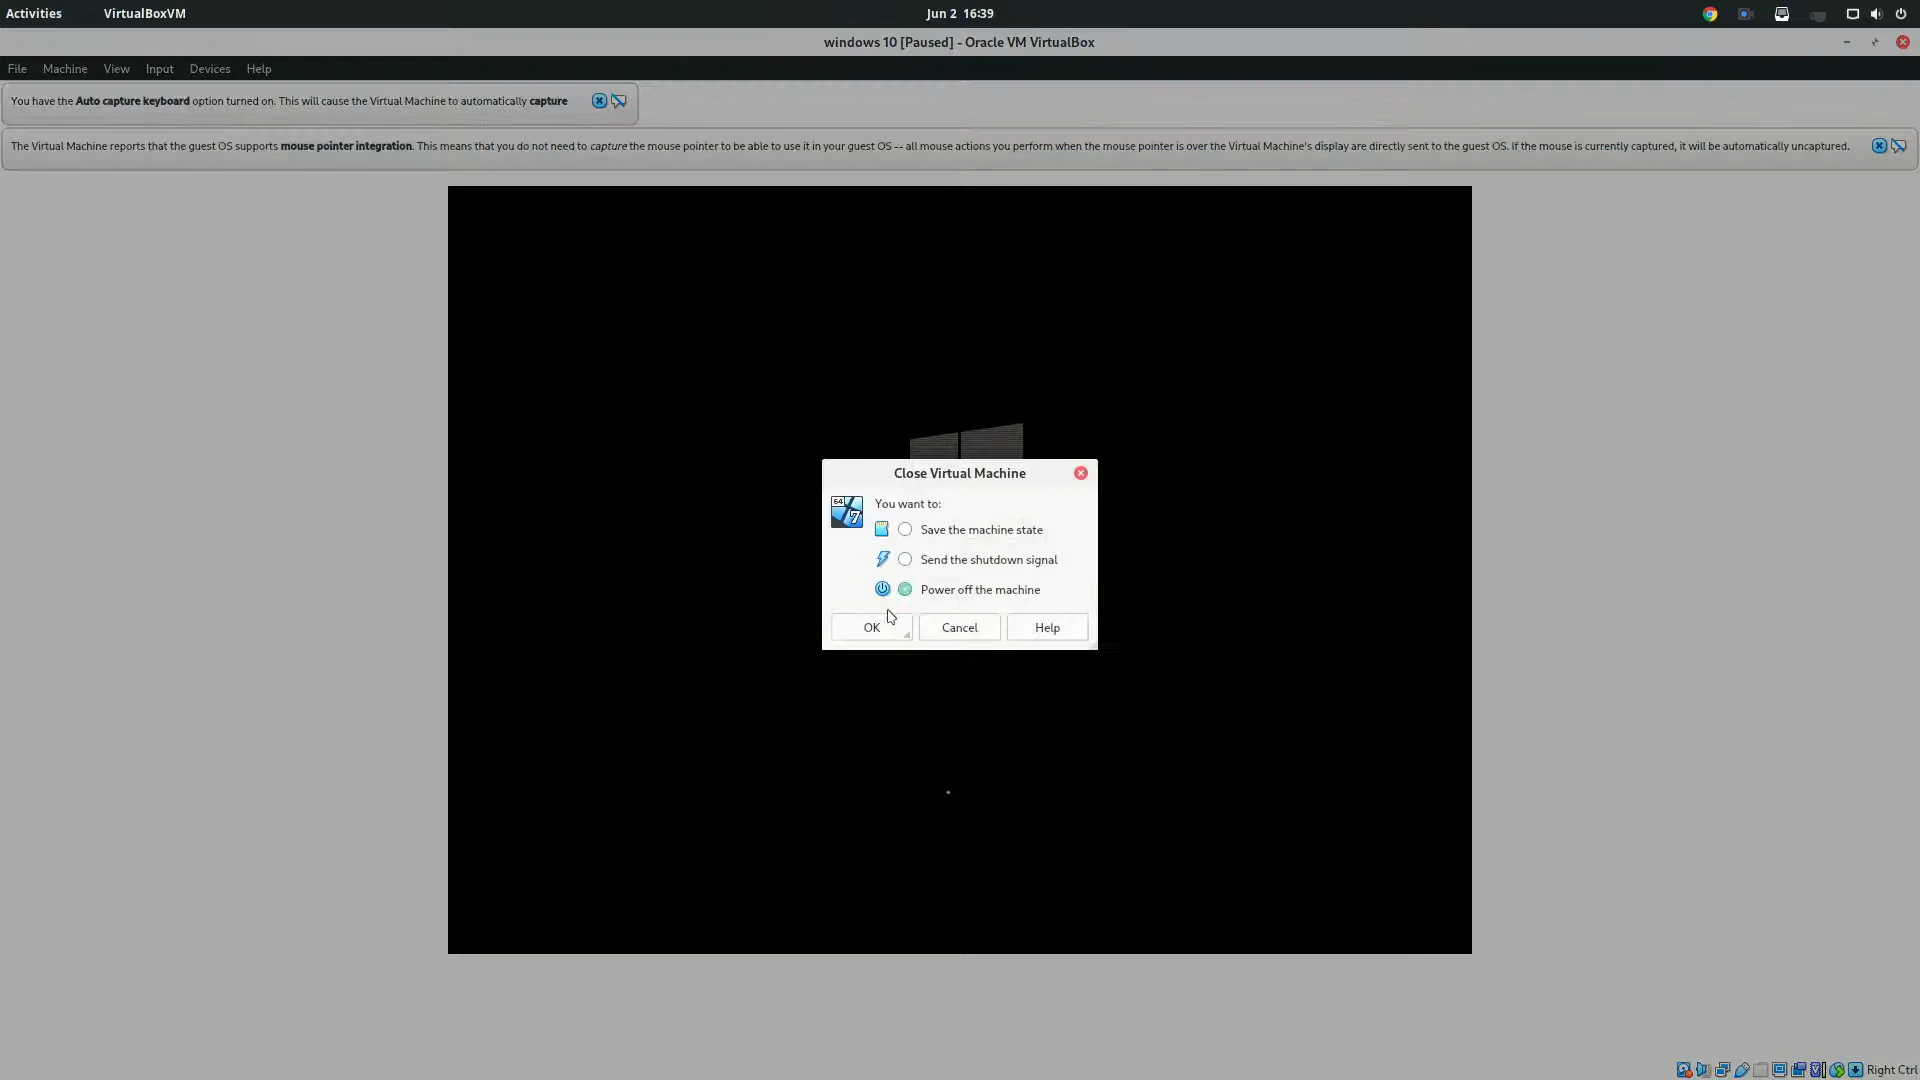 Activities VirtualBoxVM Jun 2 16:39
windows 10 [Paused] - Oracle VM VirtualBox
File Machine View Input Devices Help
You have the Auto capture keyboard option turned on. This will cause the Virtual Machine to automatically capture
The Virtual Machine reports that the guest OS supports mouse pointer integration. This means that you do not need to capture the mouse pointer to be able to use it in your guest OS -- all mouse actions you perform when the mouse pointer is over the Virtual Machine's display are directly sent to the guest OS. If the mouse is currently captured, it will be automatically uncaptured.
Close Virtual Machine
64
7
You want to:
Save the machine state
Send the shutdown signal
Power off the machine
OK Cancel Help
Right Ctrl